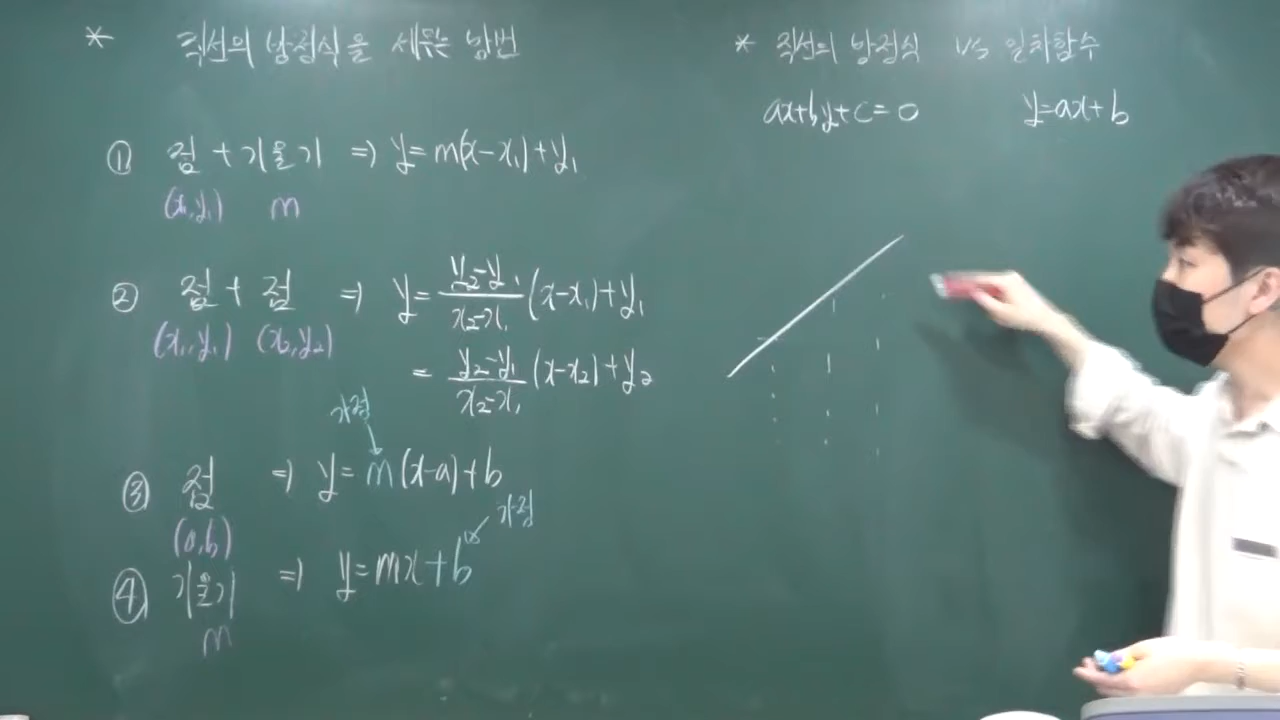 * 직선의 방정식을 세우는 방법
① 점 + 기울기 ⇒ y=m(x-x₁)+y₁
(x₁,y₁) m
② 점 + 점 ⇒ y=\frac{y₂-y₁}{x₂-x₁}(x-x₁)+y₁
(x₁,y₁) (x₂,y₂)
= \frac{y₂-y₁}{x₂-x₁}(x-x₂)+y₂
가정
③ 점 ⇒ y=m(x-a)+b
(a,b)
가정
④ 기울기 ⇒ y=mx+b
m
* 직선의 방정식 vs 일차함수
ax+by+c=0 y=ax+b